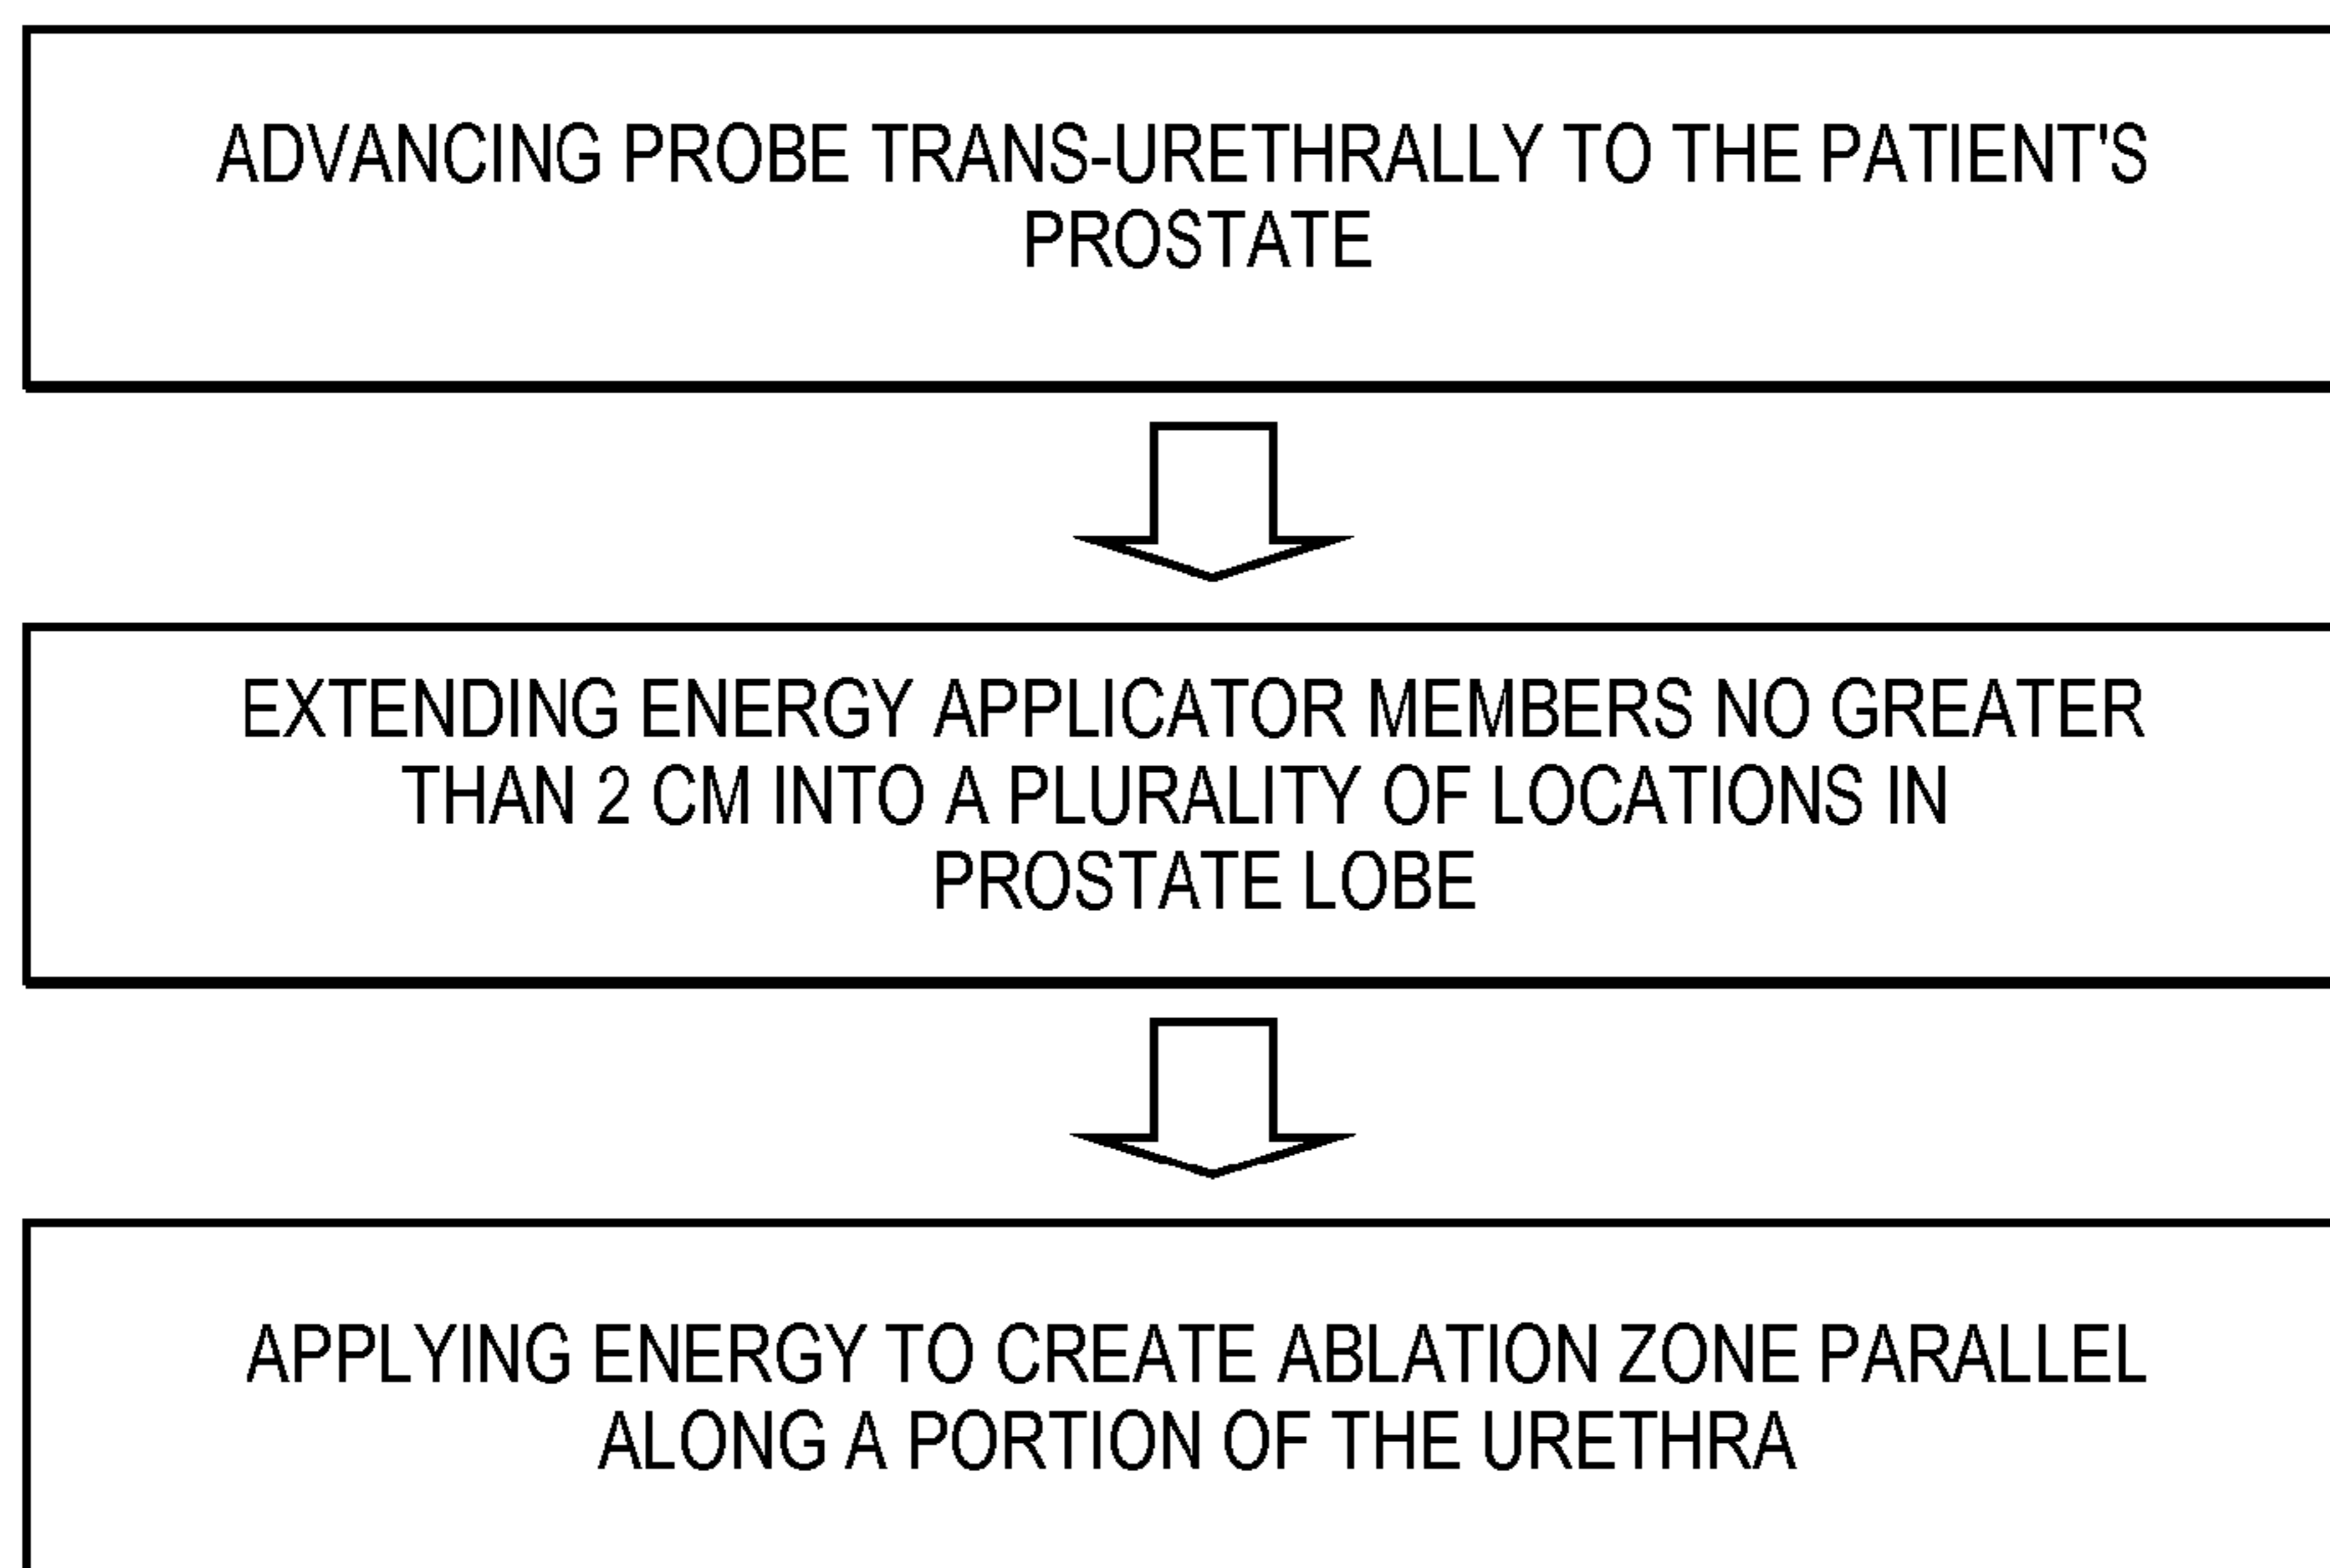 ADVANCING PROBE TRANS-URETHRALLY TO THE PATIENT'S
PROSTATE
EXTENDING ENERGY APPLICATOR MEMBERS NO GREATER
THAN 2 CM INTO A PLURALITY OF LOCATIONS IN
PROSTATE LOBE
APPLYING ENERGY TO CREATE ABLATION ZONE PARALLEL
ALONG A PORTION OF THE URETHRA